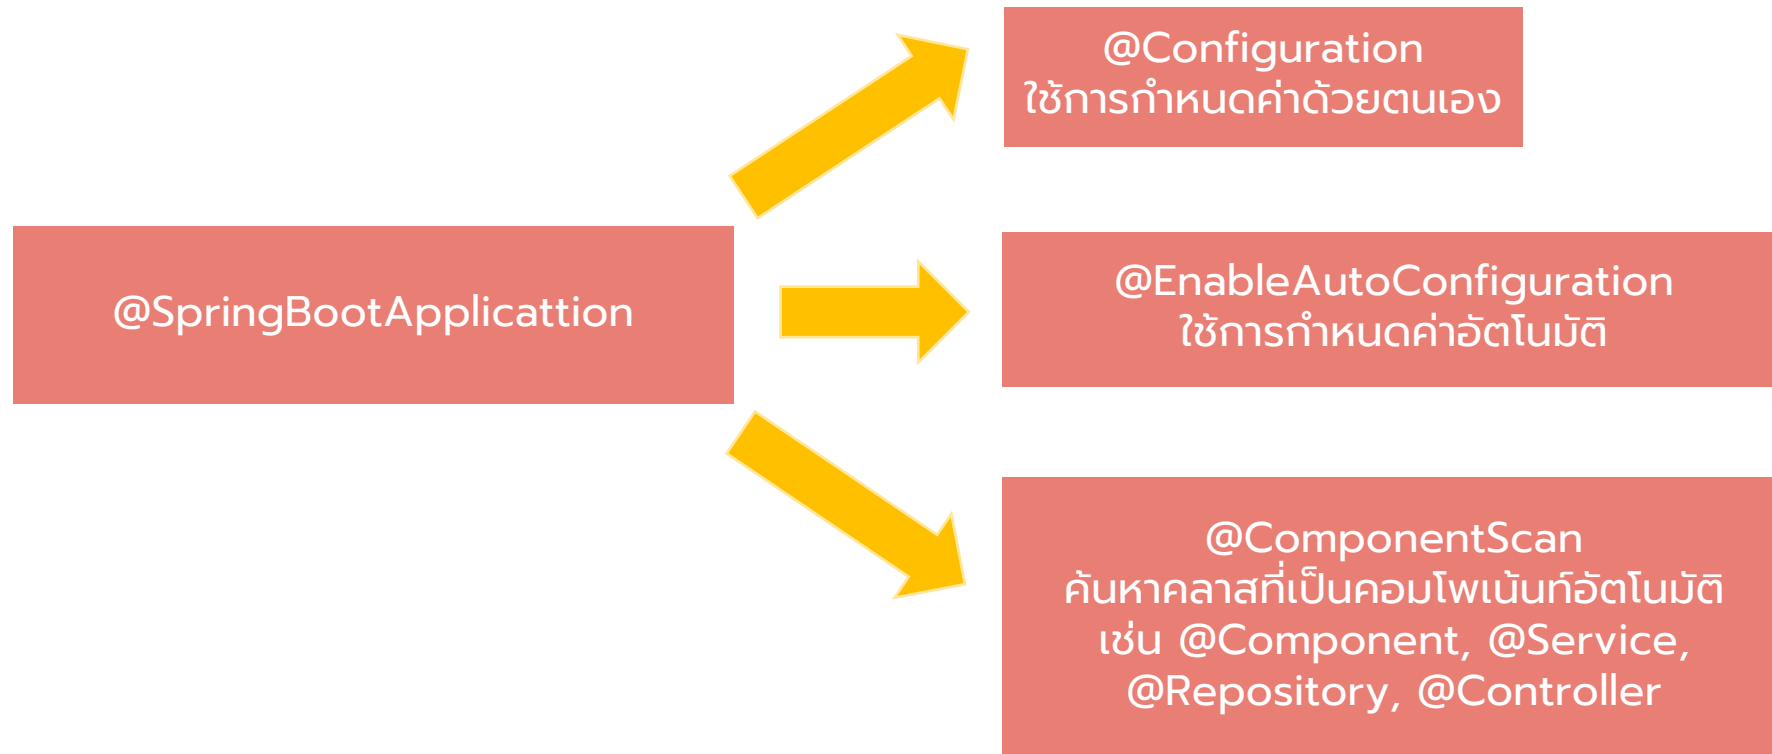 @Configuration
ใช้การกำหนดค่าด้วยตนเอง
@SpringBootApplicattion
@EnableAutoConfiguration
ใช้การกำหนดค่าอัตโนมัติ
@ComponentScan
ค้นหาคลาสที่เป็นคอมโพเน้นท์อัตโนมัติ
เช่น @Component, @Service,
@Repository, @Controller